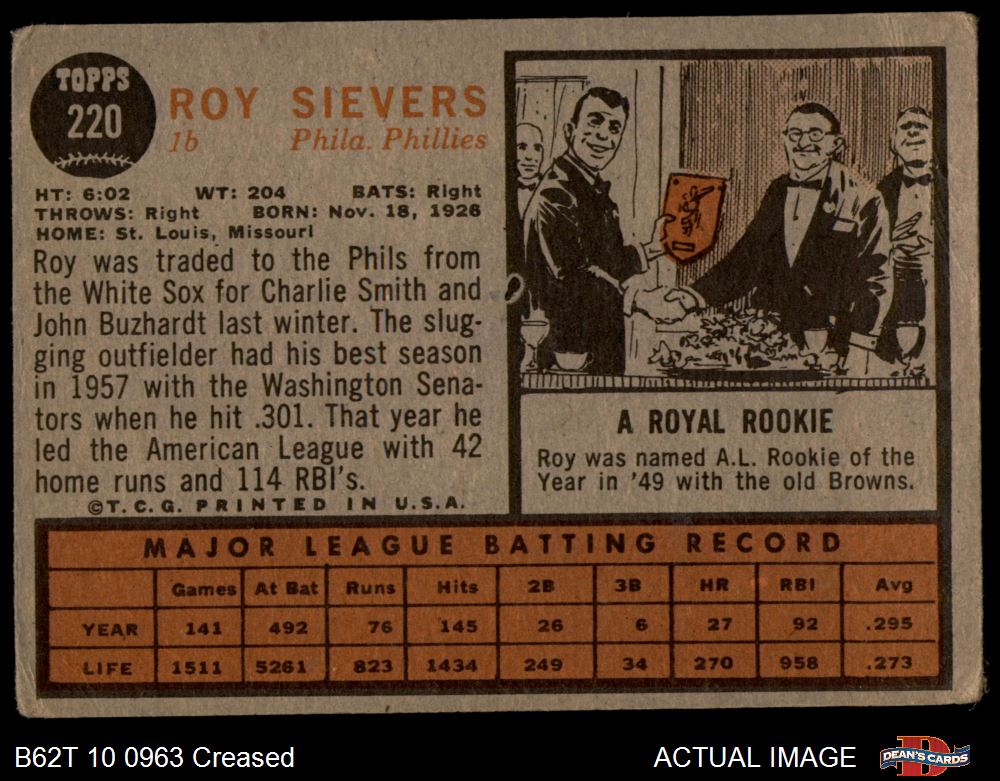 TOPPS
220
ROY SIEVERS
1b Phila. Phillies
HT: 6:02 WT: 204 BATS: Right
THROWS: Right BORN: Nov. 18, 1926
HOME: St. Louis, Missouri
Roy was traded to the Phils from
the White Sox for Charlie Smith and
John Buzhardt last winter. The slug-
ging outfielder had his best season
in 1957 with the Washington Sena-
tors when he hit .301. That year he
led the American League with 42
home runs and 114 RBI's.
©T.C.G. PRINTED IN U.S.A.
A ROYAL ROOKIE
Roy was named A.L. Rookie of the
Year in '49 with the old Browns.
MAJOR LEAGUE BATTING RECORD
Games At Bat Runs Hits 2B 3B HR RBI Avg
YEAR 141 492 76 145 26 6 27 92 .295
LIFE 1511 5261 823 1434 249 34 270 958 .273
B62T 10 0963 Creased ACTUAL IMAGE DEAN'S CARDS